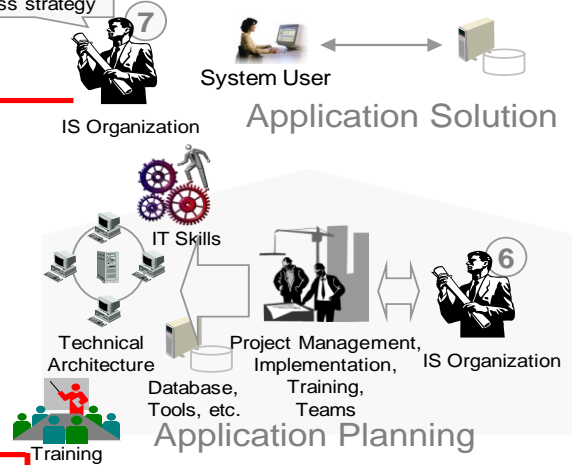 ss strategy
7
System User
Application Solution
IS Organization
IT Skills
6
Technical
Architecture
Project Management,
Implementation,
Training,
Teams
IS Organization
Database,
Tools, etc.
Application Planning
Training